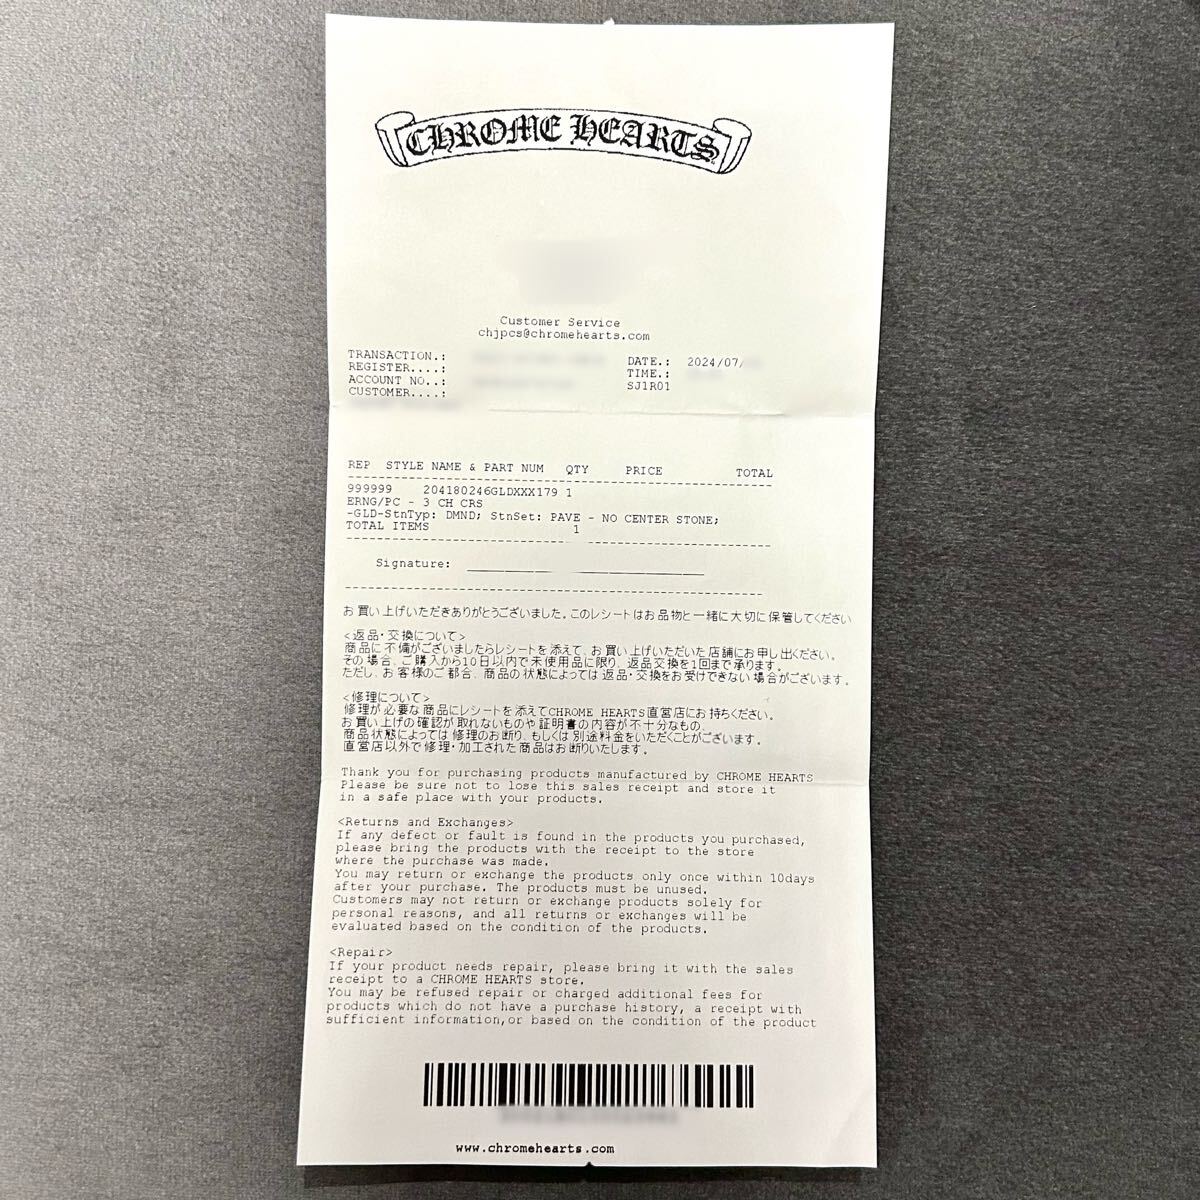 CHROME HEARTS
Customer Service
chjpcs@chromehearts.com
TRANSACTION.:
REGISTER....:
ACCOUNT NO..:
CUSTOMER....:
DATE.: 2024/07/
TIME.:
SJ1R01
REP STYLE NAME & PART NUM QTY PRICE TOTAL
999999 204180246GLDXXX179 1
ERNG/PC - 3 CH CRS
-GLD-StnTyp: DMND; StnSet: PAVE - NO CENTER STONE;
TOTAL ITEMS 1
Signature:
お買い上げいただきありがとうございました。このレシートはお品物と一緒に大切に保管してください
<返品・交換について>
商品に不備がございましたらレシートを添えて、お買い上げいただいた店舗にお申し出ください。
その場合、ご購入から10日以内で未使用品に限り、返品交換を1回まで承ります。
ただし、お客様のご都合、商品の状態によっては返品・交換をお受けできない場合がございます。
<修理について>
修理が必要な商品にレシートを添えてCHROME HEARTS直営店にお持ちください。
お買い上げの確認が取れないものや証明書の内容が不十分なもの、
商品状態によっては修理のお断り、もしくは別途料金をいただくことがございます。
直営店以外で修理・加工された商品はお断りいたします。
Thank you for purchasing products manufactured by CHROME HEARTS
Please be sure not to lose this sales receipt and store it
in a safe place with your products.
<Returns and Exchanges>
If any defect or fault is found in the products you purchased,
please bring the products with the receipt to the store
where the purchase was made.
You may return or exchange the products only once within 10days
after your purchase. The products must be unused.
Customers may not return or exchange products solely for
personal reasons, and all returns or exchanges will be
evaluated based on the condition of the products.
<Repair>
If your product needs repair, please bring it with the sales
receipt to a CHROME HEARTS store.
You may be refused repair or charged additional fees for
products which do not have a purchase history, a receipt with
sufficient information,or based on the condition of the product
www.chromehearts.com